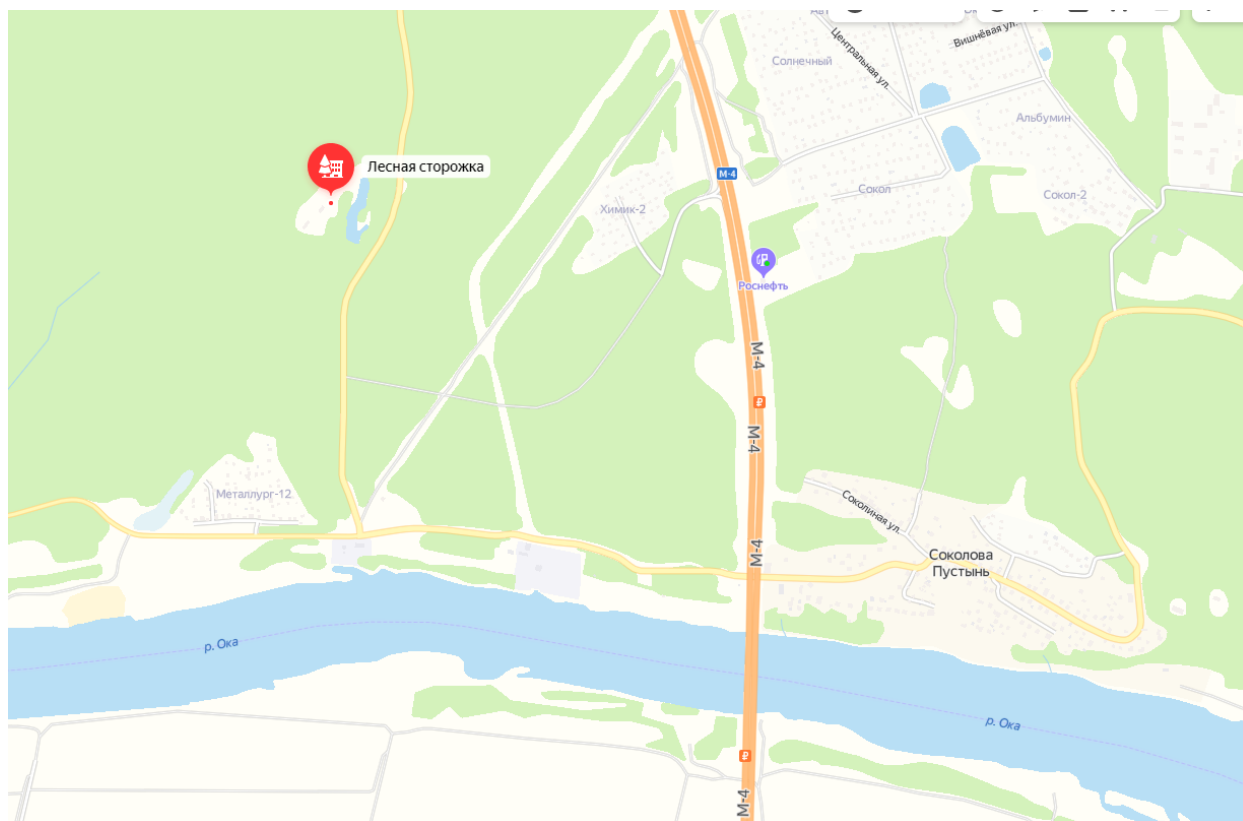 Вишнёвая ул.
Центральная ул.
Солнечный
Альбумин
Лесная сторожка
М-4
Сокол
Сокол-2
Химик-2
Роснефть
М-4
М-4
Металлург-12
Соколиная ул.
М-4
Соколова
Пустынь
р. Ока
р. Ока
М-4